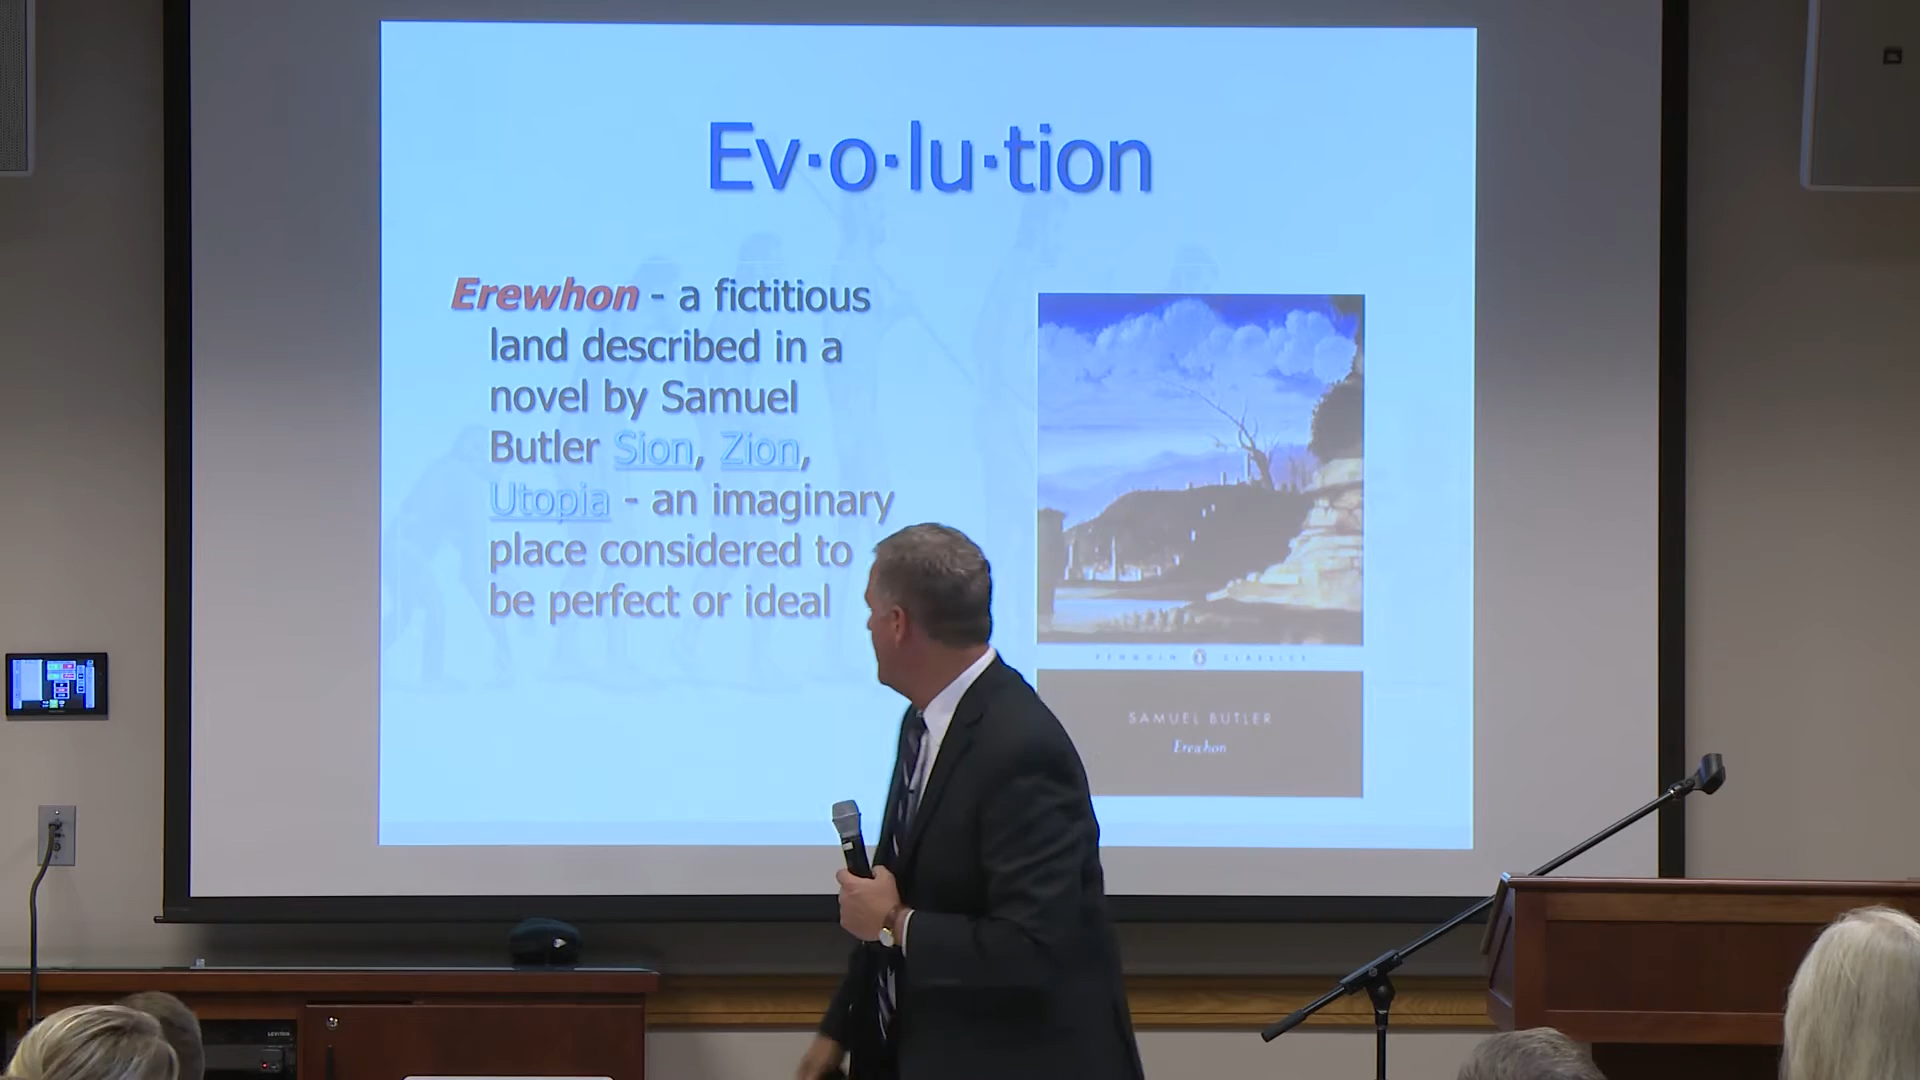 Ev·o·lu·tion
Erewhon - a fictitious
land described in a
novel by Samuel
Butler Sion, Zion,
Utopia - an imaginary
place considered to
be perfect or ideal
PENGUIN CLASSICS
SAMUEL BUTLER
Erewhon